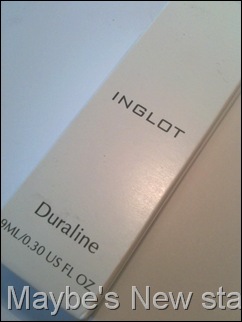 INGLOT
Duraline
9ML/0.30 US FL OZ
Maybe's New sta